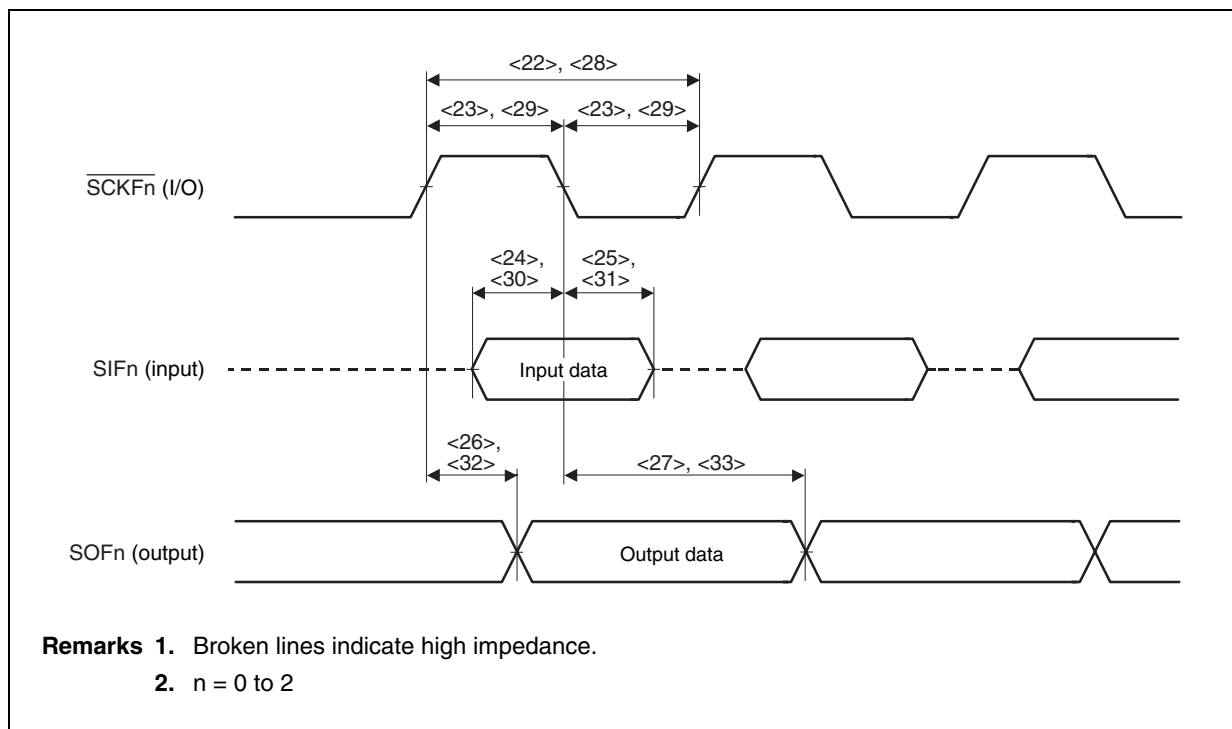 <22>, <28>
<23>, <29> <23>, <29>
SCKFn (I/O)
<24>,
<30>
<25>,
<31>
SIFn (input)
Input data
<26>,
<32>
<27>, <33>
SOFn (output)
Output data
Remarks 1. Broken lines indicate high impedance.
2. n = 0 to 2